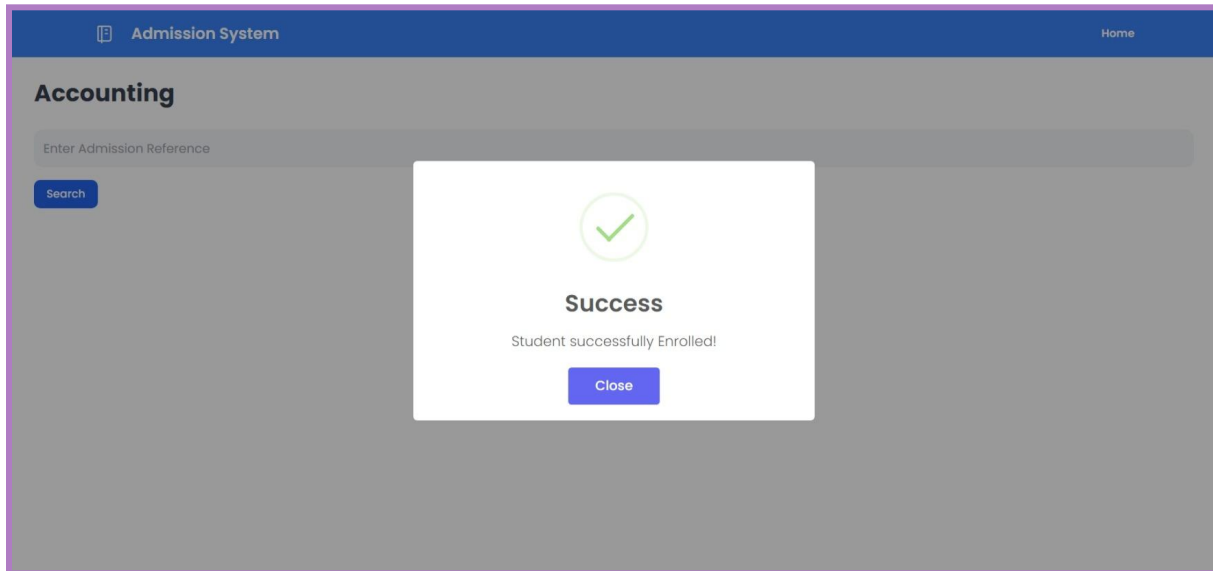 Admission System
Home
Accounting
Enter Admission Reference
Search
Success
Student successfully Enrolled!
Close